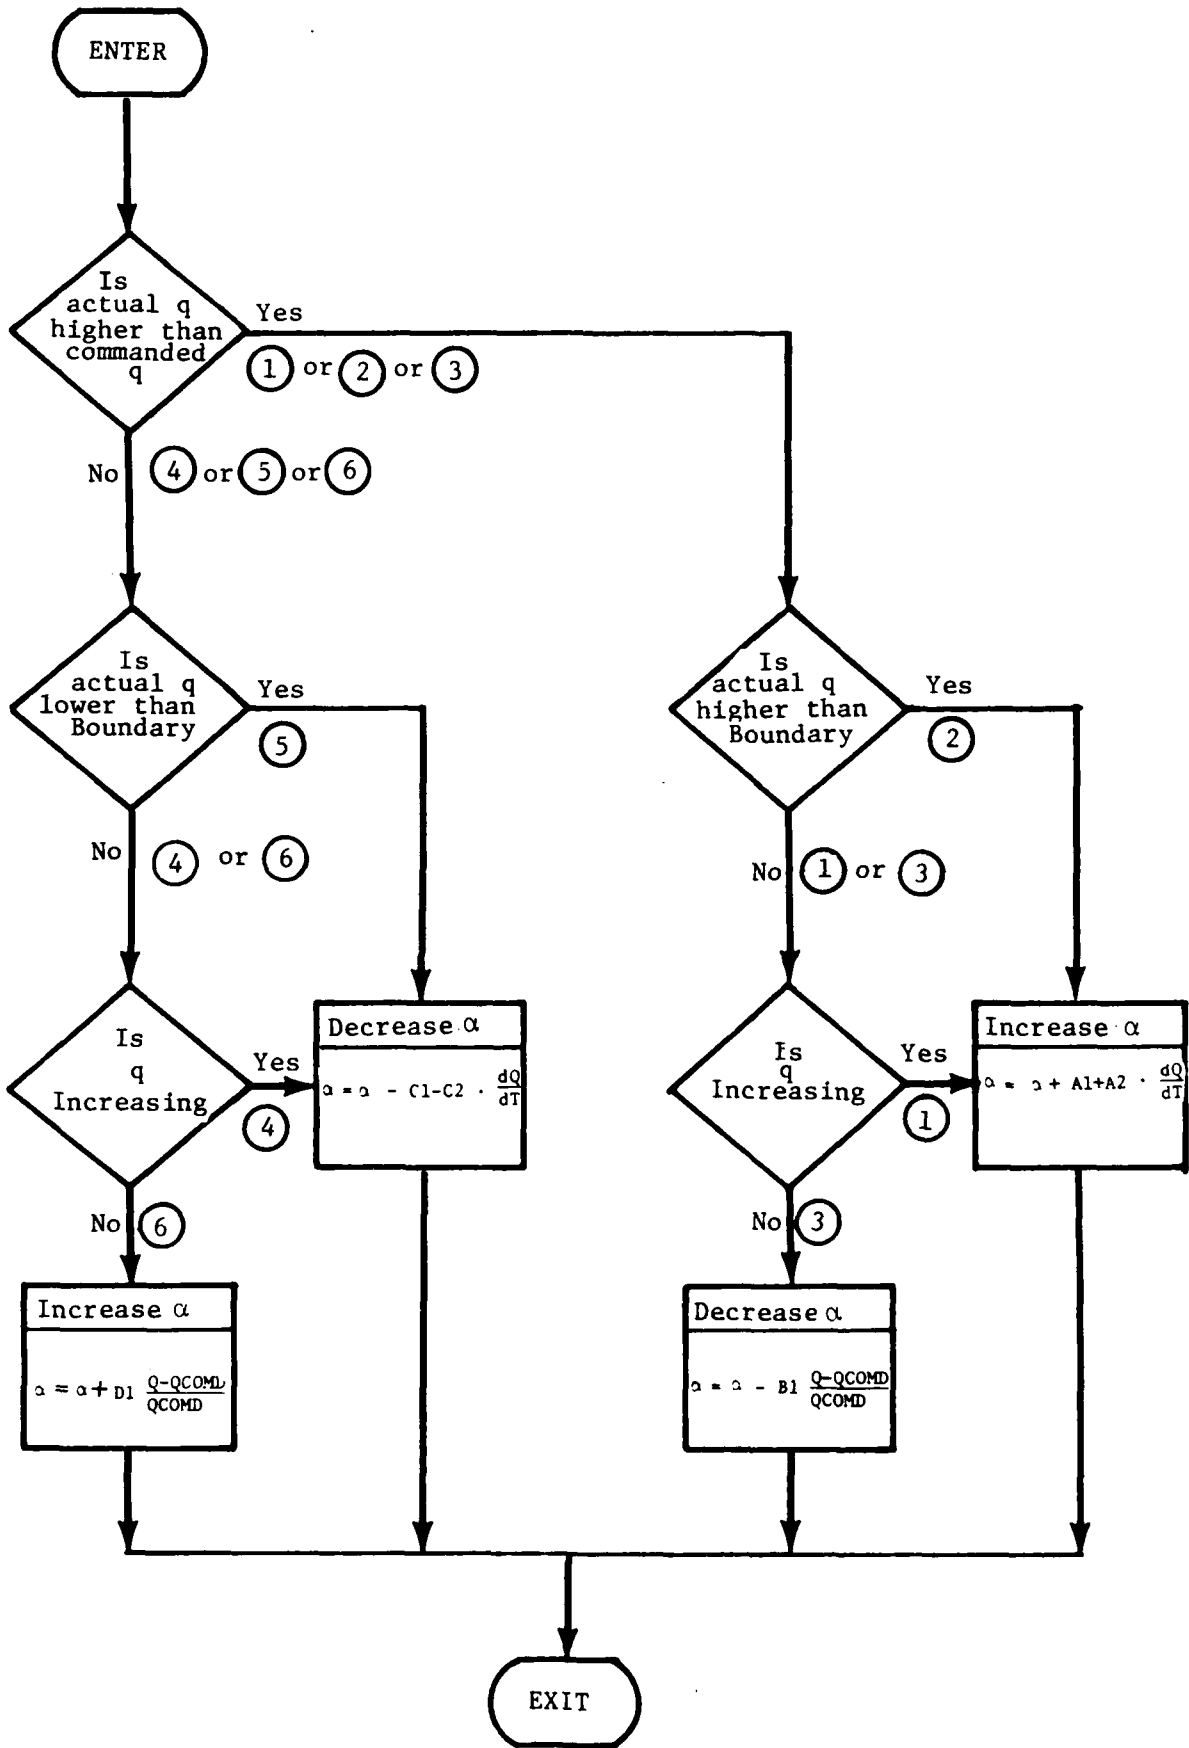 ENTER
Is
actual q
higher than
commanded
q
Yes
1 or 2 or 3
No
4 or 5 or 6
Is
actual q
lower than
Boundary
Yes
5
No
4 or 6
Is
actual q
higher than
Boundary
Yes
2
No
1 or 3
Is
q
Increasing
Yes
4
Decrease α
α = α - C1-C2 · dQ/dT
No
6
Increase α
α = α + D1 Q-QCOML/QCOMD
Is
q
Increasing
Yes
1
Increase α
α = α + A1+A2 · dQ/dT
No
3
Decrease α
α = α - B1 Q-QCOMD/QCOMD
EXIT